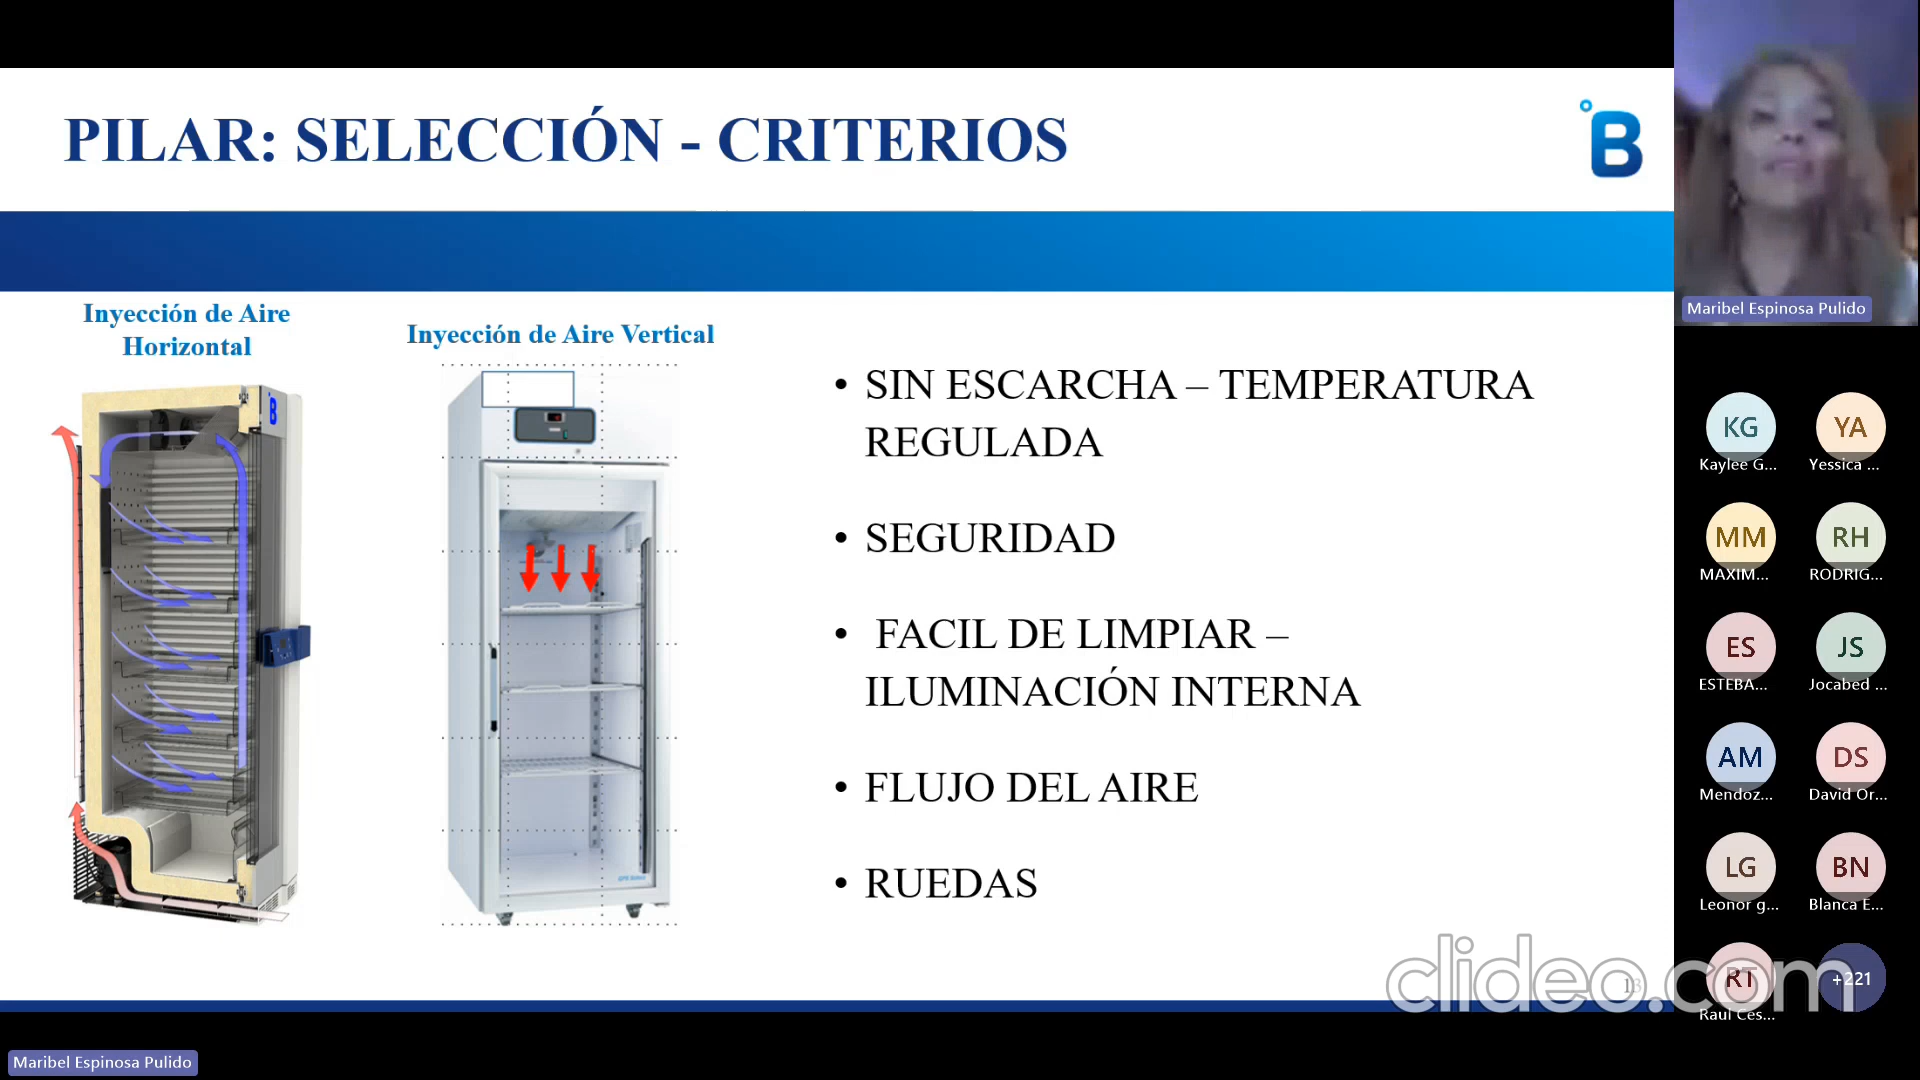 PILAR: SELECCIÓN - CRITERIOS
B
Inyección de Aire
Horizontal
Inyección de Aire Vertical
B
• SIN ESCARCHA – TEMPERATURA
REGULADA
• SEGURIDAD
• FACIL DE LIMPIAR –
ILUMINACIÓN INTERNA
• FLUJO DEL AIRE
• RUEDAS
13
clideo.com
Maribel Espinosa Pulido
Maribel Espinosa Pulido
KG
Kaylee G...
YA
Yessica ...
MM
MAXIM...
RH
RODRIG...
ES
ESTEBA...
JS
Jocabed ...
AM
Mendoz...
DS
David Or...
LG
Leonor g...
BN
Blanca E...
RT
Raul Ces...
+221